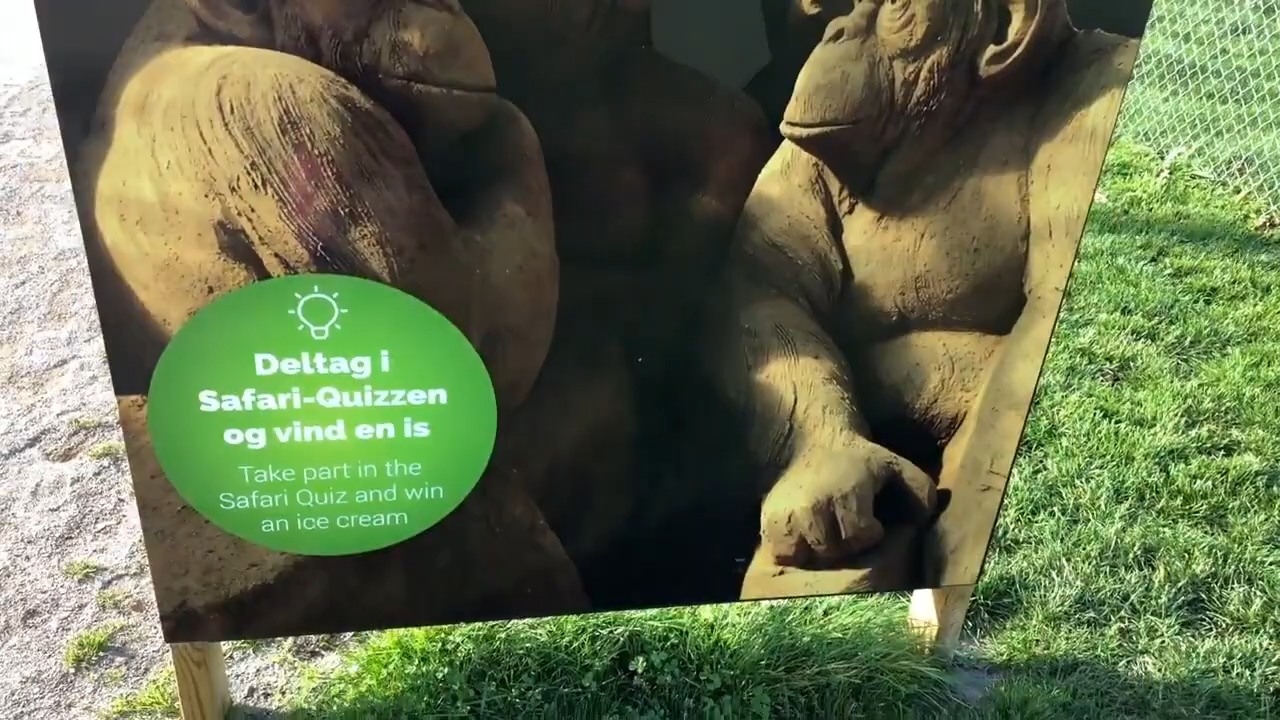 Deltag i
Safari-Quizzen
og vind en is
Take part in the
Safari Quiz and win
an ice cream